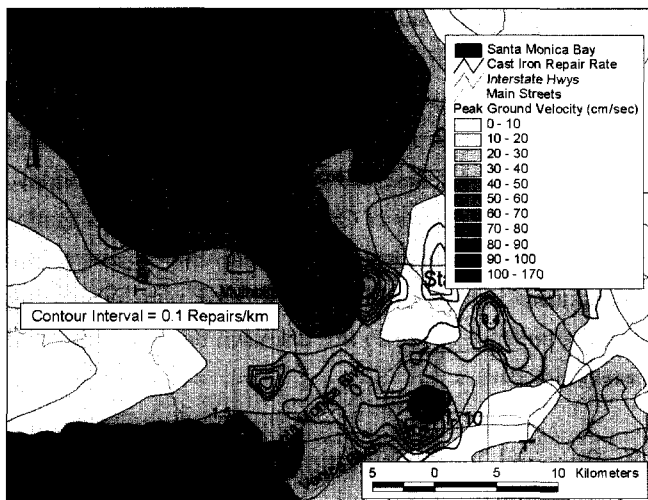 Santa Monica Bay
Cast Iron Repair Rate
Interstate Hwys
Main Streets
Peak Ground Velocity (cm/sec)
0 - 10
10 - 20
20 - 30
30 - 40
40 - 50
50 - 60
60 - 70
70 - 80
80 - 90
90 - 100
100 - 170
Sta
Contour Interval = 0.1 Repairs/km
10
5 0 5 10 Kilometers